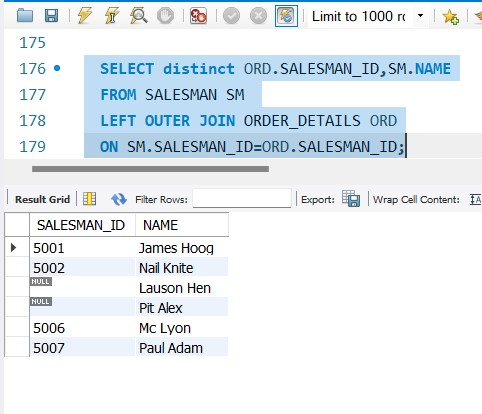 Limit to 1000 ro
175
176 SELECT distinct ORD.SALESMAN_ID,SM.NAME
177 FROM SALESMAN SM
178 LEFT OUTER JOIN ORDER_DETAILS ORD
179 ON SM.SALESMAN_ID=ORD.SALESMAN_ID;
Result Grid Filter Rows: Export: Wrap Cell Content:
SALESMAN_ID NAME
5001 James Hoog
5002 Nail Knite
NULL Lauson Hen
NULL Pit Alex
5006 Mc Lyon
5007 Paul Adam